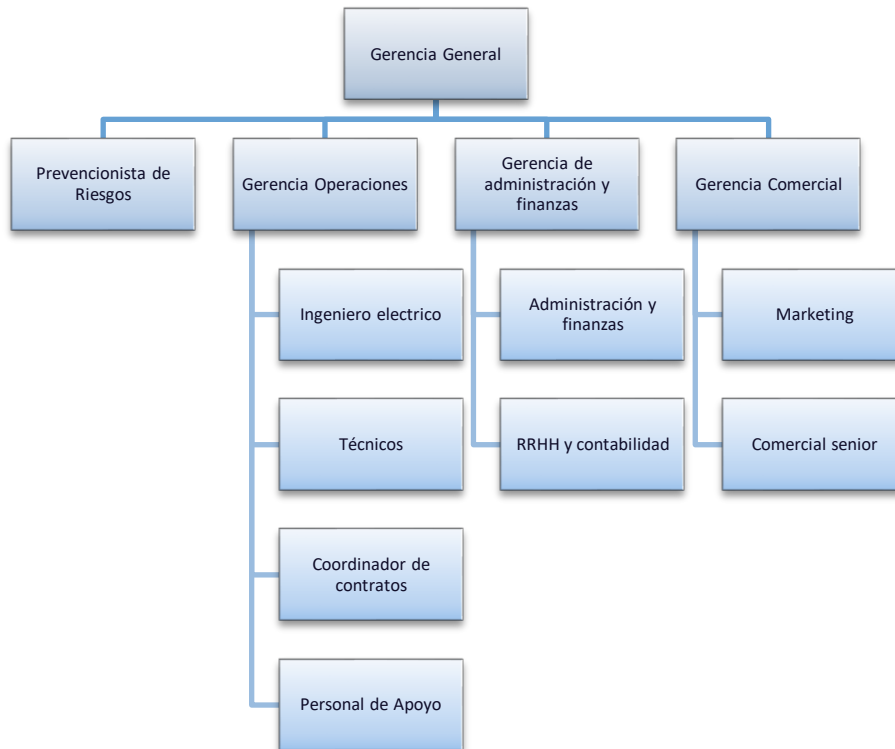 Gerencia General
Prevencionista de
Riesgos
Gerencia Operaciones
Gerencia de
administración y
finanzas
Gerencia Comercial
Ingeniero electrico
Administración y
finanzas
Marketing
Técnicos
RRHH y contabilidad
Comercial senior
Coordinador de
contratos
Personal de Apoyo